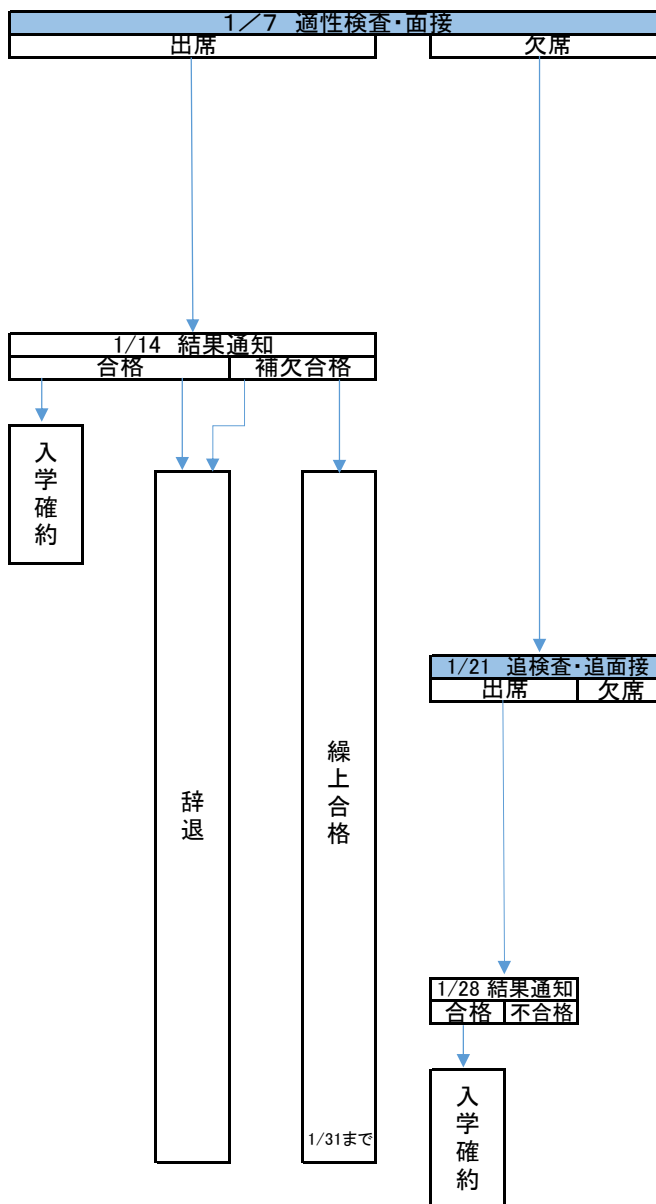 1／7 適性検査・面接
出席
欠席
1/14 結果通知
合格
補欠合格
入学確約
辞退
繰上合格
1/31まで
1/21 追検査・追面接
出席
欠席
1/28 結果通知
合格
不合格
入学確約